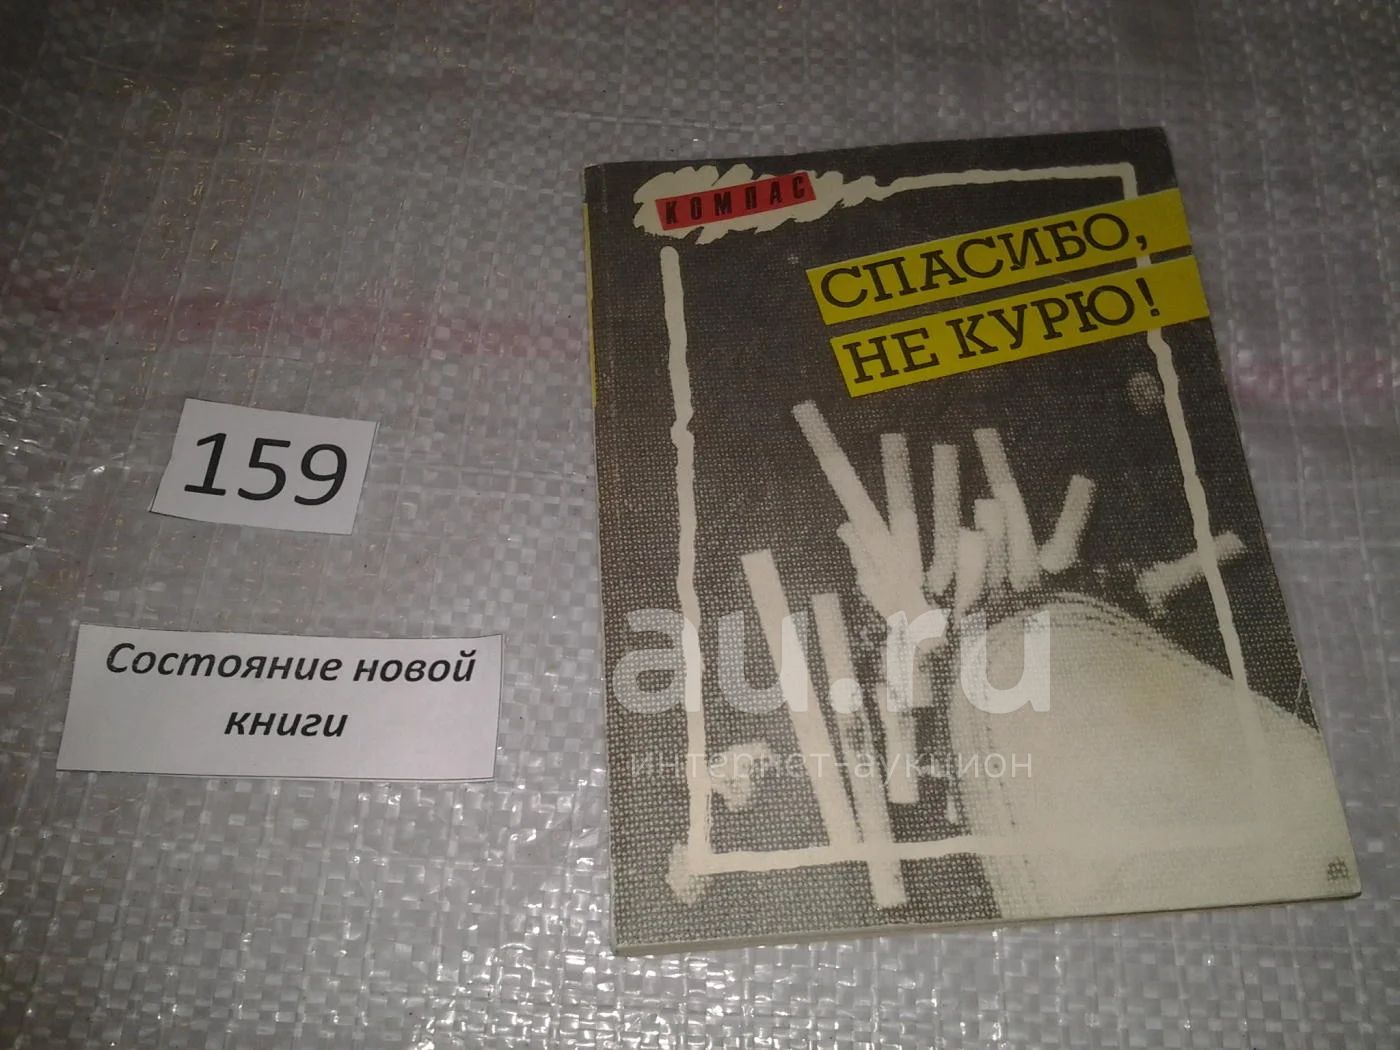 КОМПАС
СПАСИБО,
НЕ КУРЮ!
159
Состояние новой
книги
au.ru
интернет-аукцион